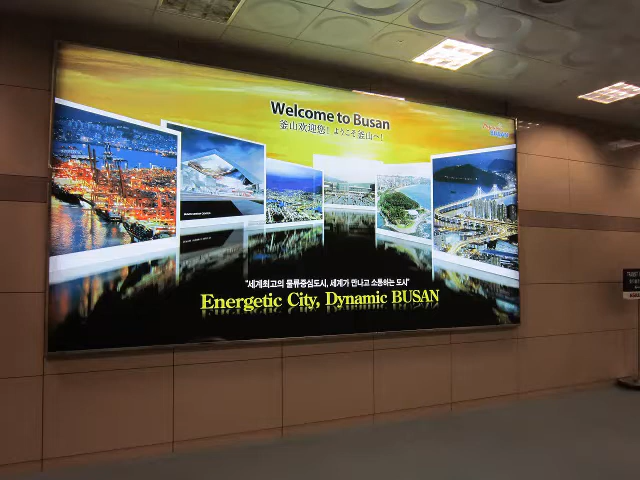 Welcome to Busan
釜山欢迎您! ようこそ釜山へ!
"세계최고의 물류중심도시, 세계가 만나고 소통하는 도시"
Energetic City, Dynamic BUSAN